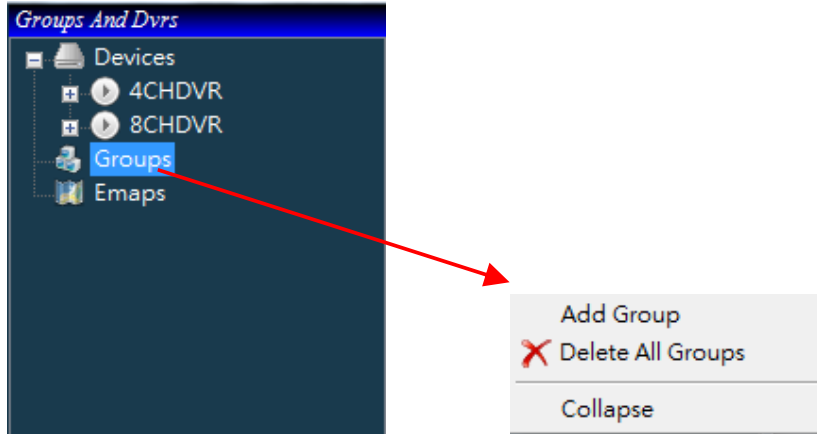 Groups And Dvrs
Devices
4CHDVR
8CHDVR
Groups
Emaps
Add Group
Delete All Groups
Collapse